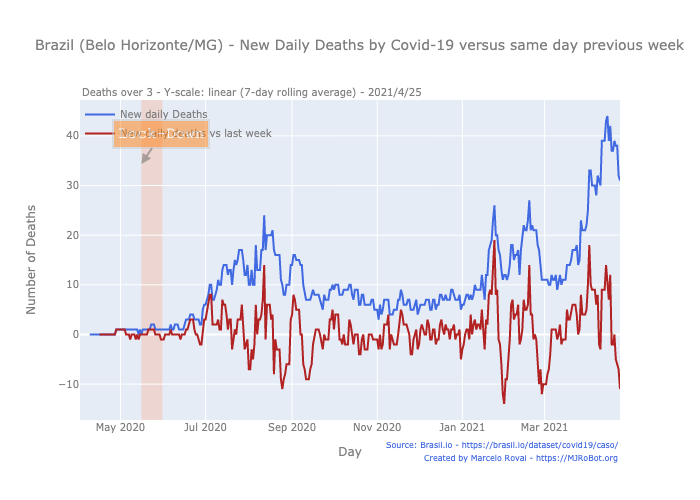 Brazil (Belo Horizonte/MG) - New Daily Deaths by Covid-19 versus same day previous week
Deaths over 3 - Y-scale: linear (7-day rolling average) - 2021/4/25
New daily Deaths
New daily Deaths vs last week
Number of Deaths
40
30
20
10
0
−10
May 2020
Jul 2020
Sep 2020
Nov 2020
Jan 2021
Mar 2021
Day
Source: Brasil.io - https://brasil.io/dataset/covid19/caso/
Created by Marcelo Rovai - https://MJRoBot.org